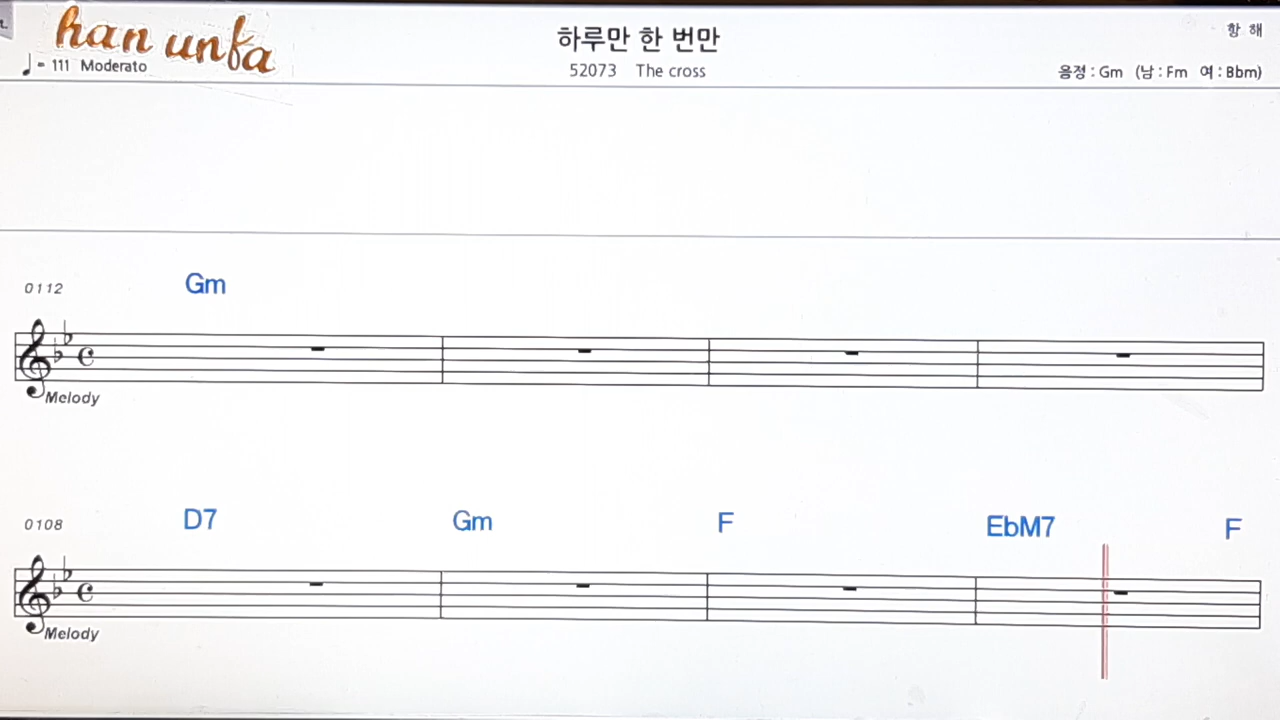 han unfa
하루만 한 번만
항 해
♩= 111 Moderato
52073 The cross
음정 : Gm (남 : Fm 여 : Bbm)
0112
Gm
Melody
0108
D7 Gm F EbM7 F
Melody